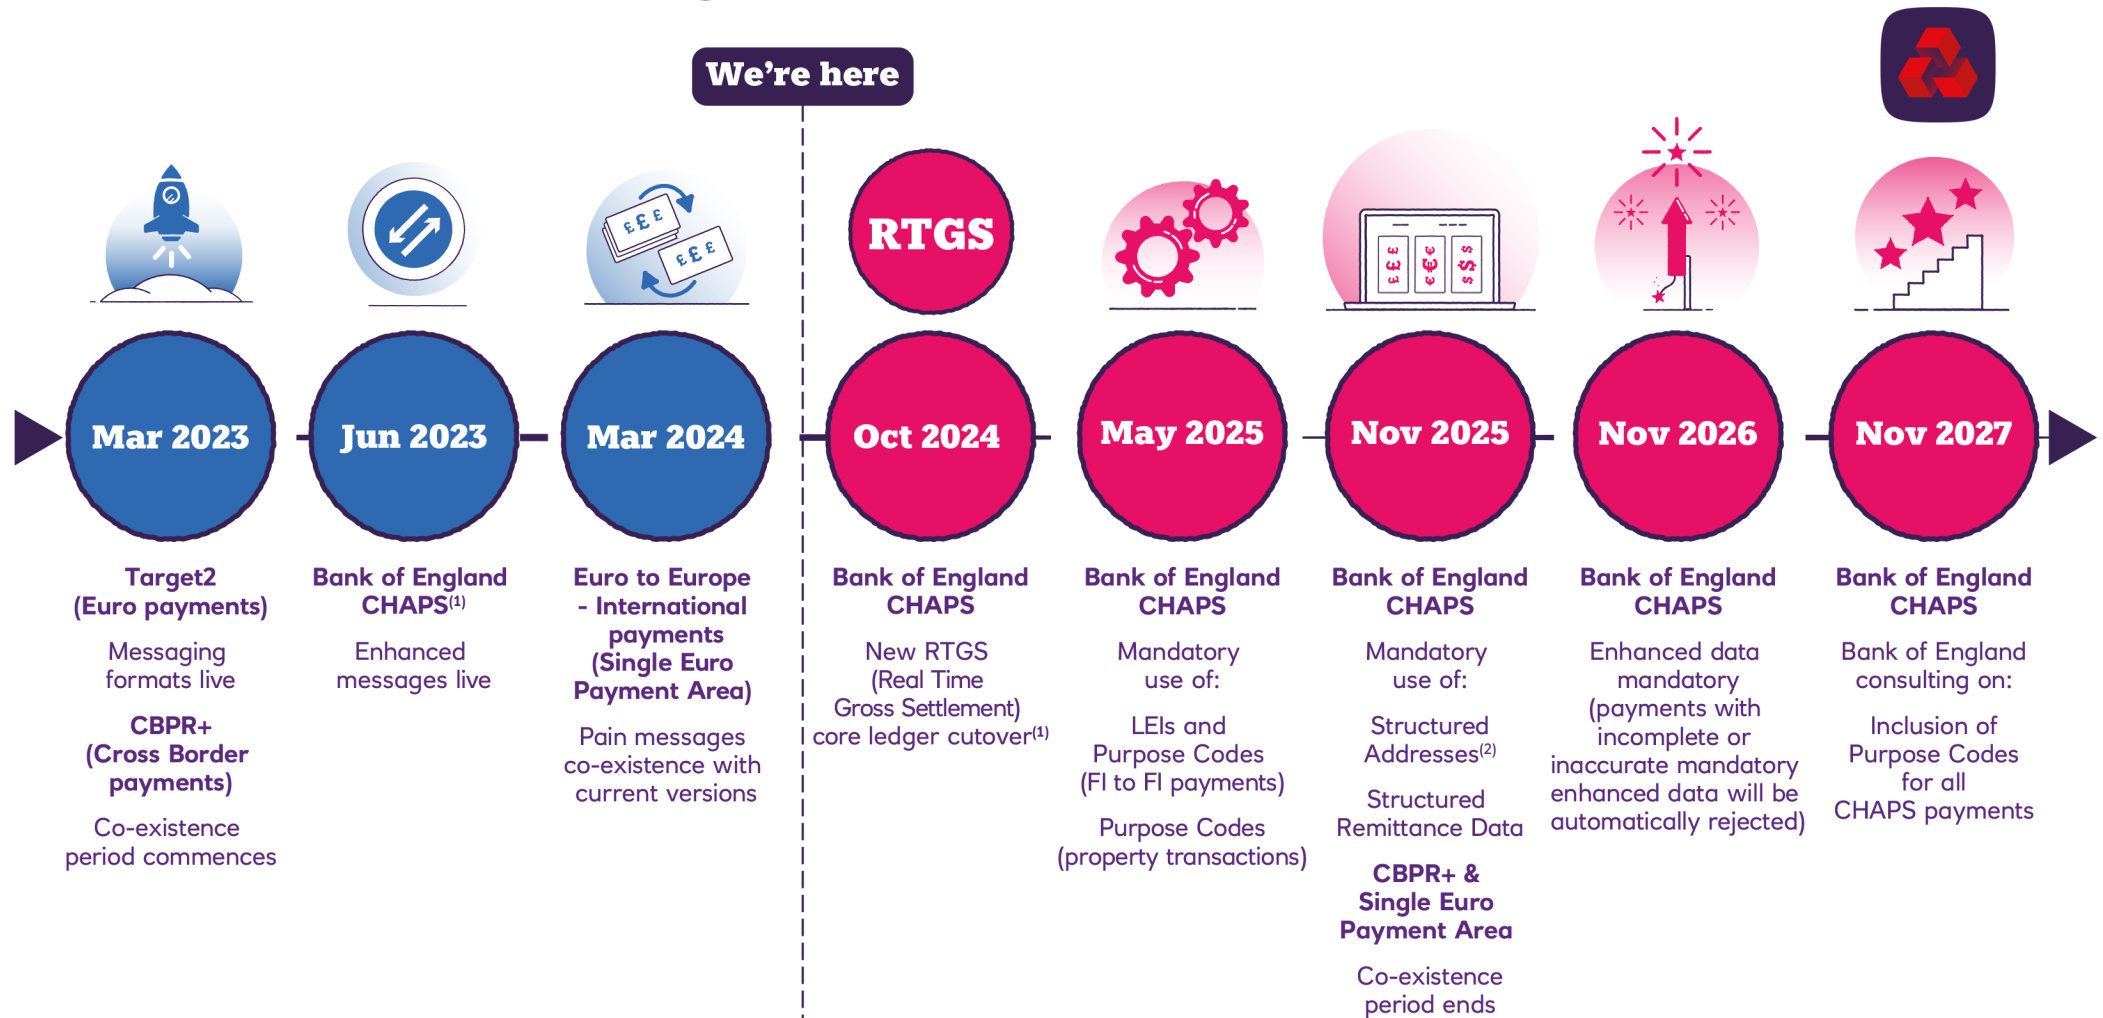 We're here
RTGS
£ £ £
£ £ £
£ £ £
€ € €
$ $ $
Mar 2023
Jun 2023
Mar 2024
Oct 2024
May 2025
Nov 2025
Nov 2026
Nov 2027
Target2
(Euro payments)
Messaging
formats live
CBPR+
(Cross Border
payments)
Co-existence
period commences
Bank of England
CHAPS(1)
Enhanced
messages live
Euro to Europe
- International
payments
(Single Euro
Payment Area)
Pain messages
co-existence with
current versions
Bank of England
CHAPS
New RTGS
(Real Time
Gross Settlement)
core ledger cutover(1)
Bank of England
CHAPS
Mandatory
use of:
LEIs and
Purpose Codes
(FI to FI payments)
Purpose Codes
(property transactions)
Bank of England
CHAPS
Mandatory
use of:
Structured
Addresses(2)
Structured
Remittance Data
CBPR+ &
Single Euro
Payment Area
Co-existence
period ends
Bank of England
CHAPS
Enhanced data
mandatory
(payments with
incomplete or
inaccurate mandatory
enhanced data will be
automatically rejected)
Bank of England
CHAPS
Bank of England
consulting on:
Inclusion of
Purpose Codes
for all
CHAPS payments